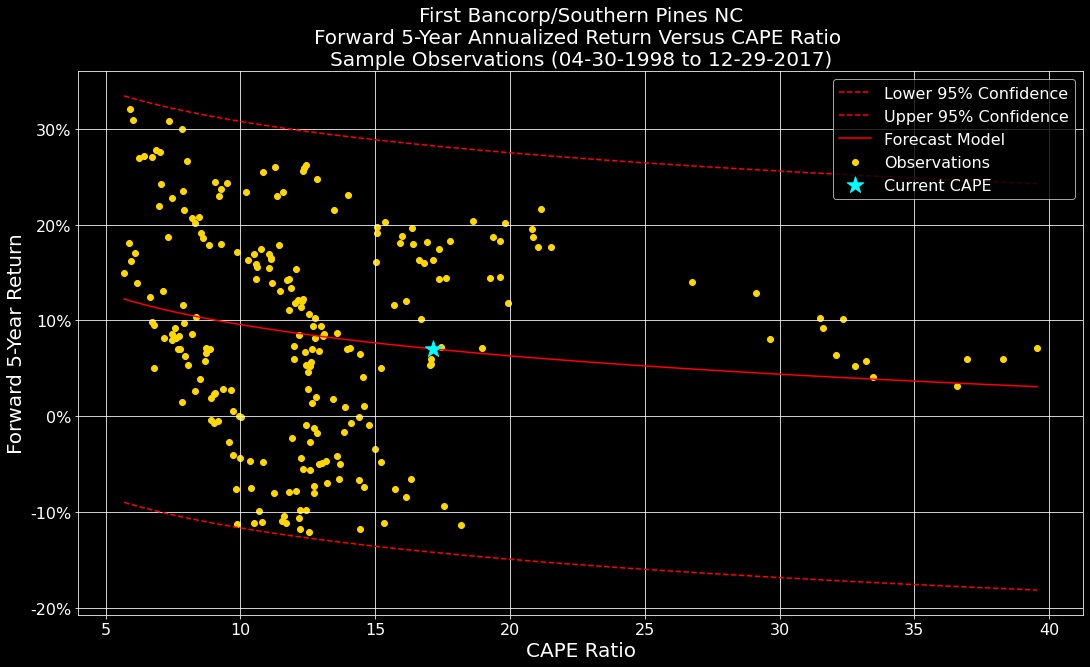 First Bancorp/Southern Pines NC
Forward 5-Year Annualized Return Versus CAPE Ratio
Sample Observations (04-30-1998 to 12-29-2017)
Lower 95% Confidence
Upper 95% Confidence
Forecast Model
Observations
Current CAPE
Forward 5-Year Return
30%
20%
10%
0%
-10%
-20%
5 10 15 20 25 30 35 40
CAPE Ratio